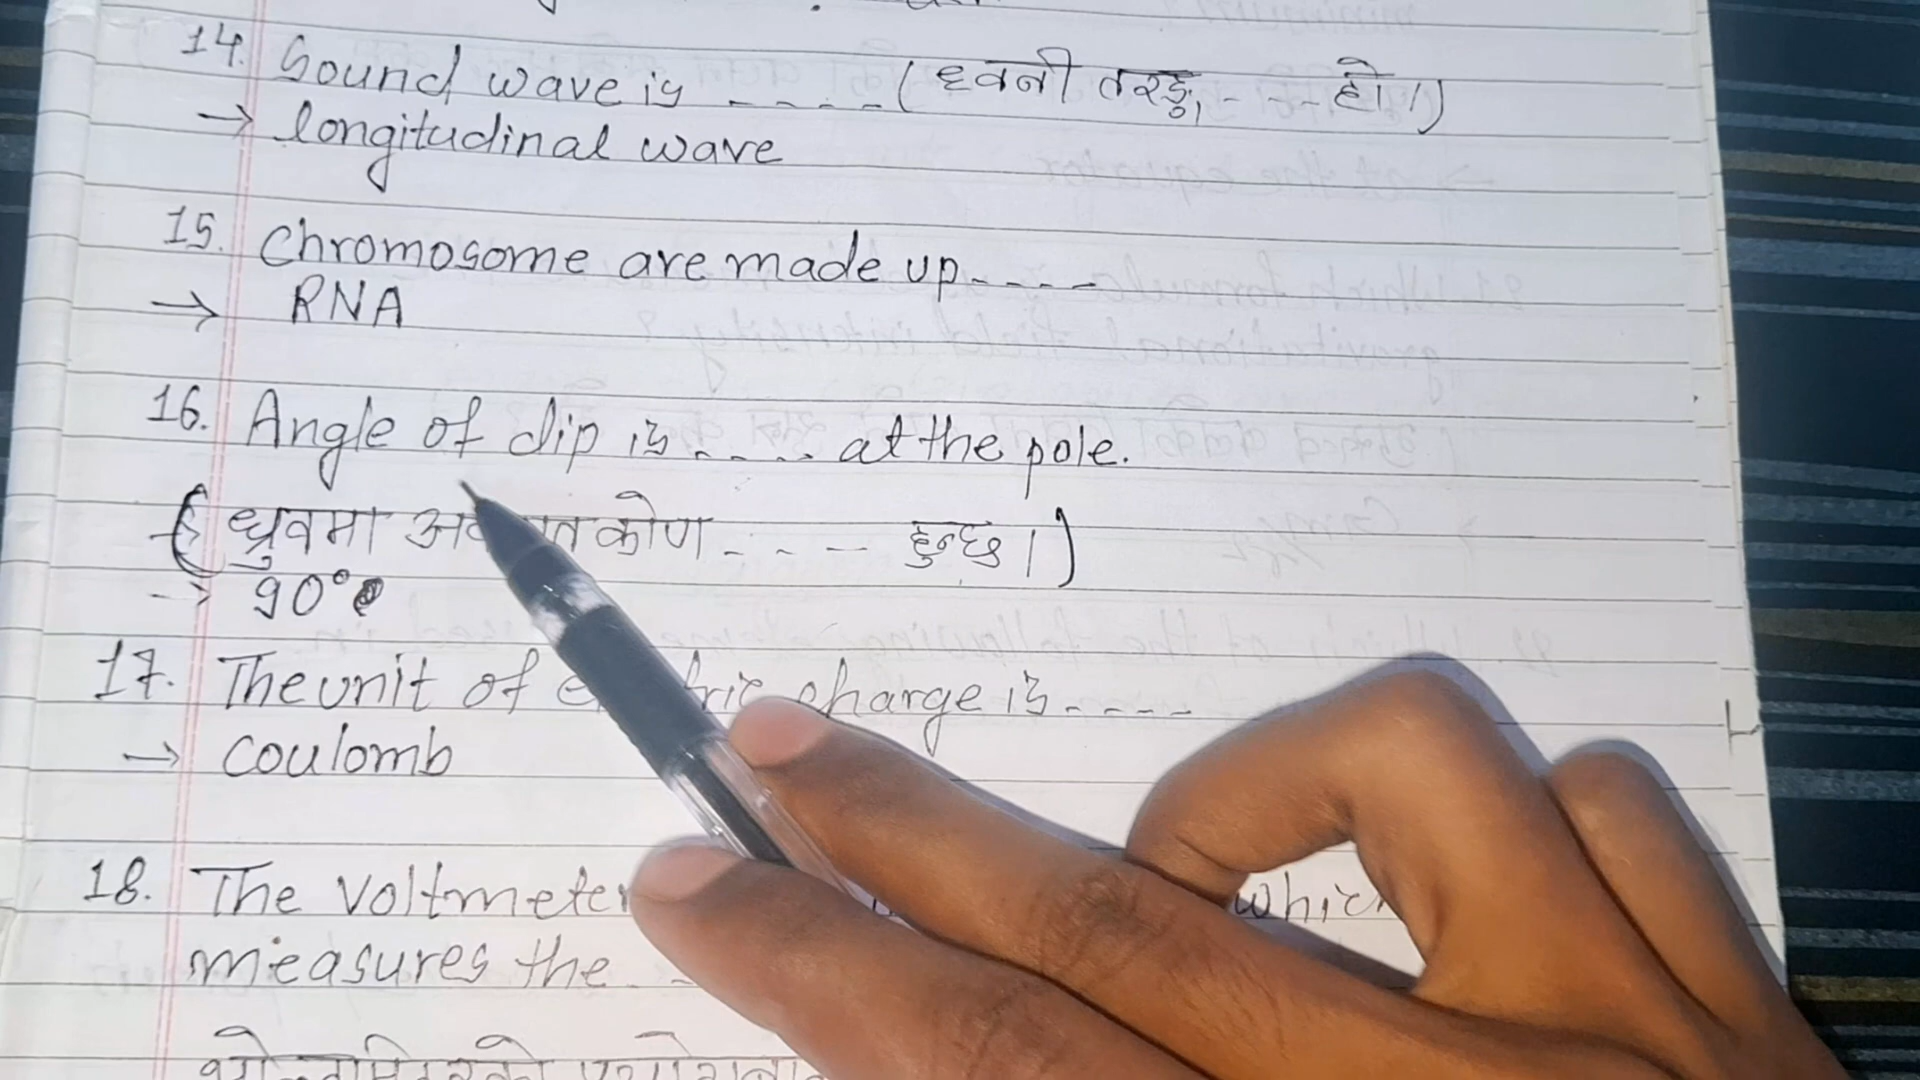 14. Sound wave is ----(ध्वनी तरङ्ग --- हो।)
→ longitudinal wave
15. Chromosome are made up----
→ RNA
16. Angle of dip is .... at the pole.
(ध्रुवमा कोण ---- हुन्छ।)
→ 90°
17. The unit of charge is----
→ coulomb
18. The Voltmeter which
measures the --